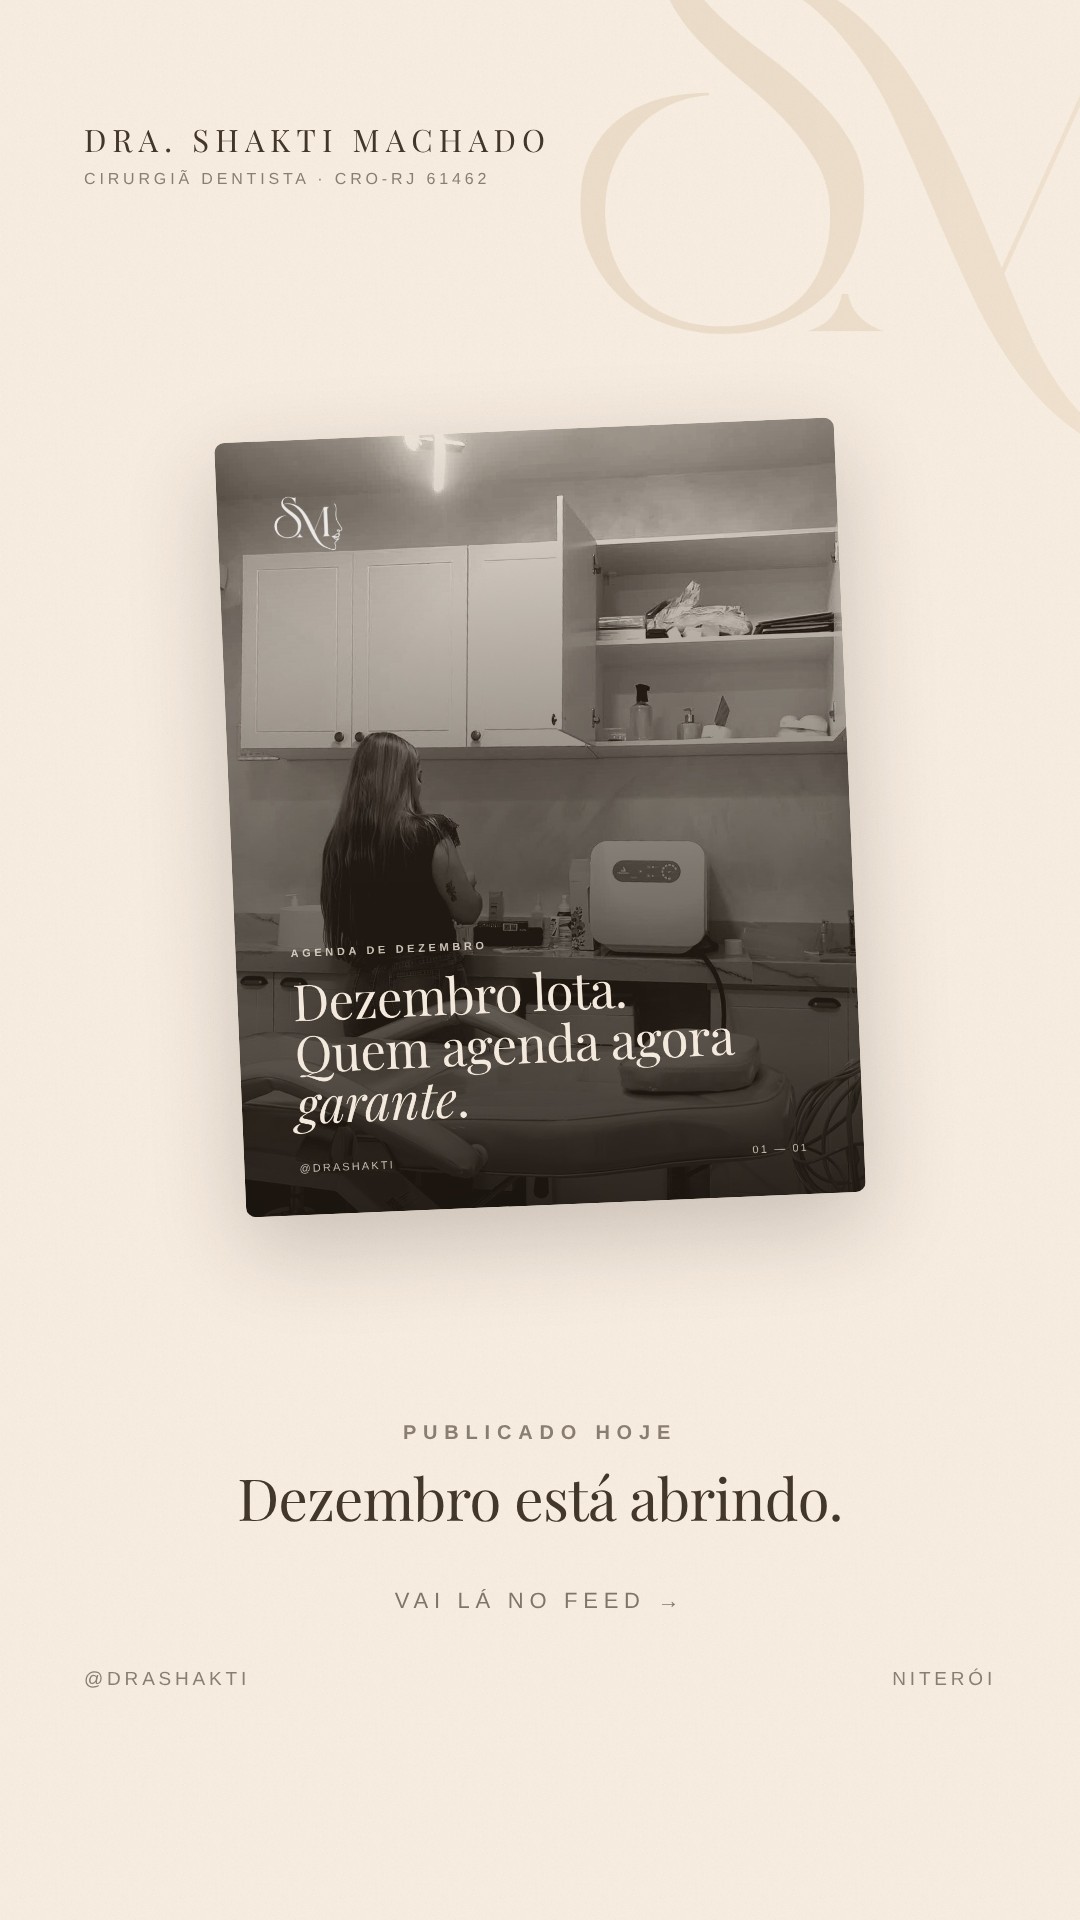 DRA. SHAKTI MACHADO
CIRURGIÃ DENTISTA · CRO-RJ 61462
SM
AGENDA DE DEZEMBRO
Dezembro lota.
Quem agenda agora
garante.
@DRASHAKTI
01 — 01
PUBLICADO HOJE
Dezembro está abrindo.
VAI LÁ NO FEED →
@DRASHAKTI
NITERÓI